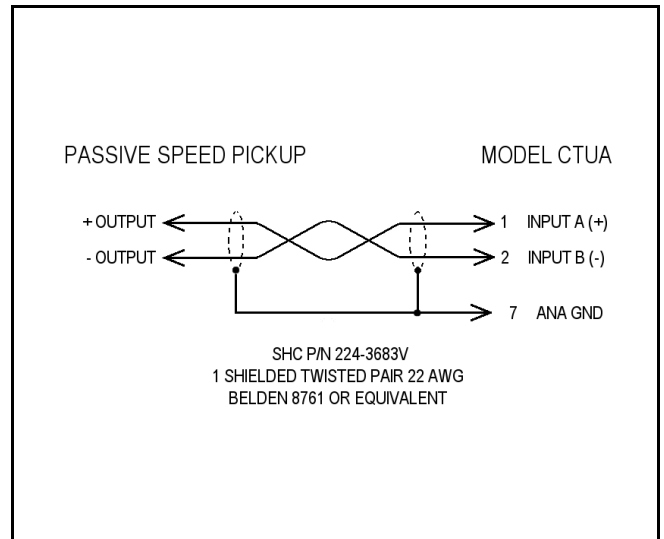 PASSIVE SPEED PICKUP MODEL CTUA
+ OUTPUT 1 INPUT A (+)
- OUTPUT 2 INPUT B (-)
7 ANA GND
SHC P/N 224-3683V
1 SHIELDED TWISTED PAIR 22 AWG
BELDEN 8761 OR EQUIVALENT